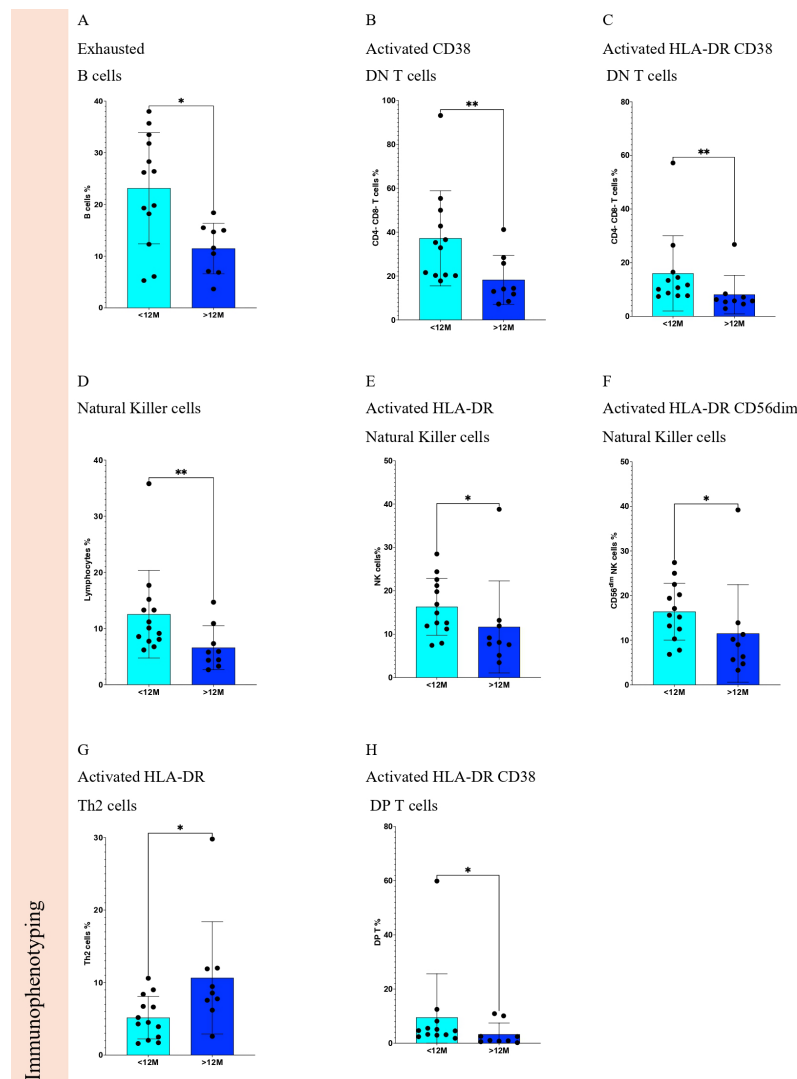 A
Exhausted
B cells
B cells %
40
30
20
10
0
*
<12M
>12M
B
Activated CD38
DN T cells
CD4- CD8- T cells %
100
80
60
40
20
0
**
<12M
>12M
C
Activated HLA-DR CD38
DN T cells
CD4- CD8- T cells %
80
60
40
20
0
**
<12M
>12M
D
Natural Killer cells
Lymphocytes %
40
30
20
10
0
**
<12M
>12M
E
Activated HLA-DR
Natural Killer cells
NK cells%
50
40
30
20
10
0
*
<12M
>12M
F
Activated HLA-DR CD56dim
Natural Killer cells
CD56dim NK cells %
50
40
30
20
10
0
*
<12M
>12M
G
Activated HLA-DR
Th2 cells
Th2 cells %
30
20
10
0
*
<12M
>12M
H
Activated HLA-DR CD38
DP T cells
DP T %
80
60
40
20
0
*
<12M
>12M
Immunophenotyping